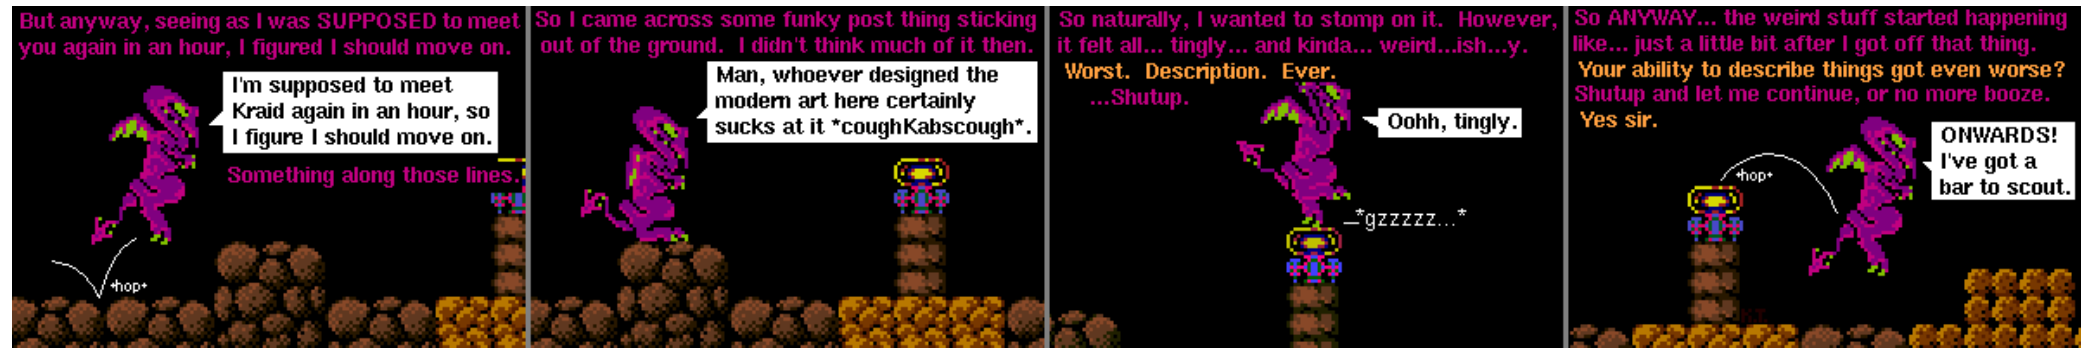 But anyway, seeing as I was SUPPOSED to meet
you again in an hour, I figured I should move on.
I'm supposed to meet
Kraid again in an hour, so
I figure I should move on.
Something along those lines.
*hop*
So I came across some funky post thing sticking
out of the ground. I didn't think much of it then.
Man, whoever designed the
modern art here certainly
sucks at it *coughKabscough*.
So naturally, I wanted to stomp on it. However,
it felt all... tingly... and kinda... weird...ish...y.
Worst. Description. Ever.
...Shutup.
Oohh, tingly.
*gzzzzz...*
So ANYWAY... the weird stuff started happening
like... just a little bit after I got off that thing.
Your ability to describe things got even worse?
Shutup and let me continue, or no more booze.
Yes sir.
ONWARDS!
I've got a
bar to scout.
*hop*